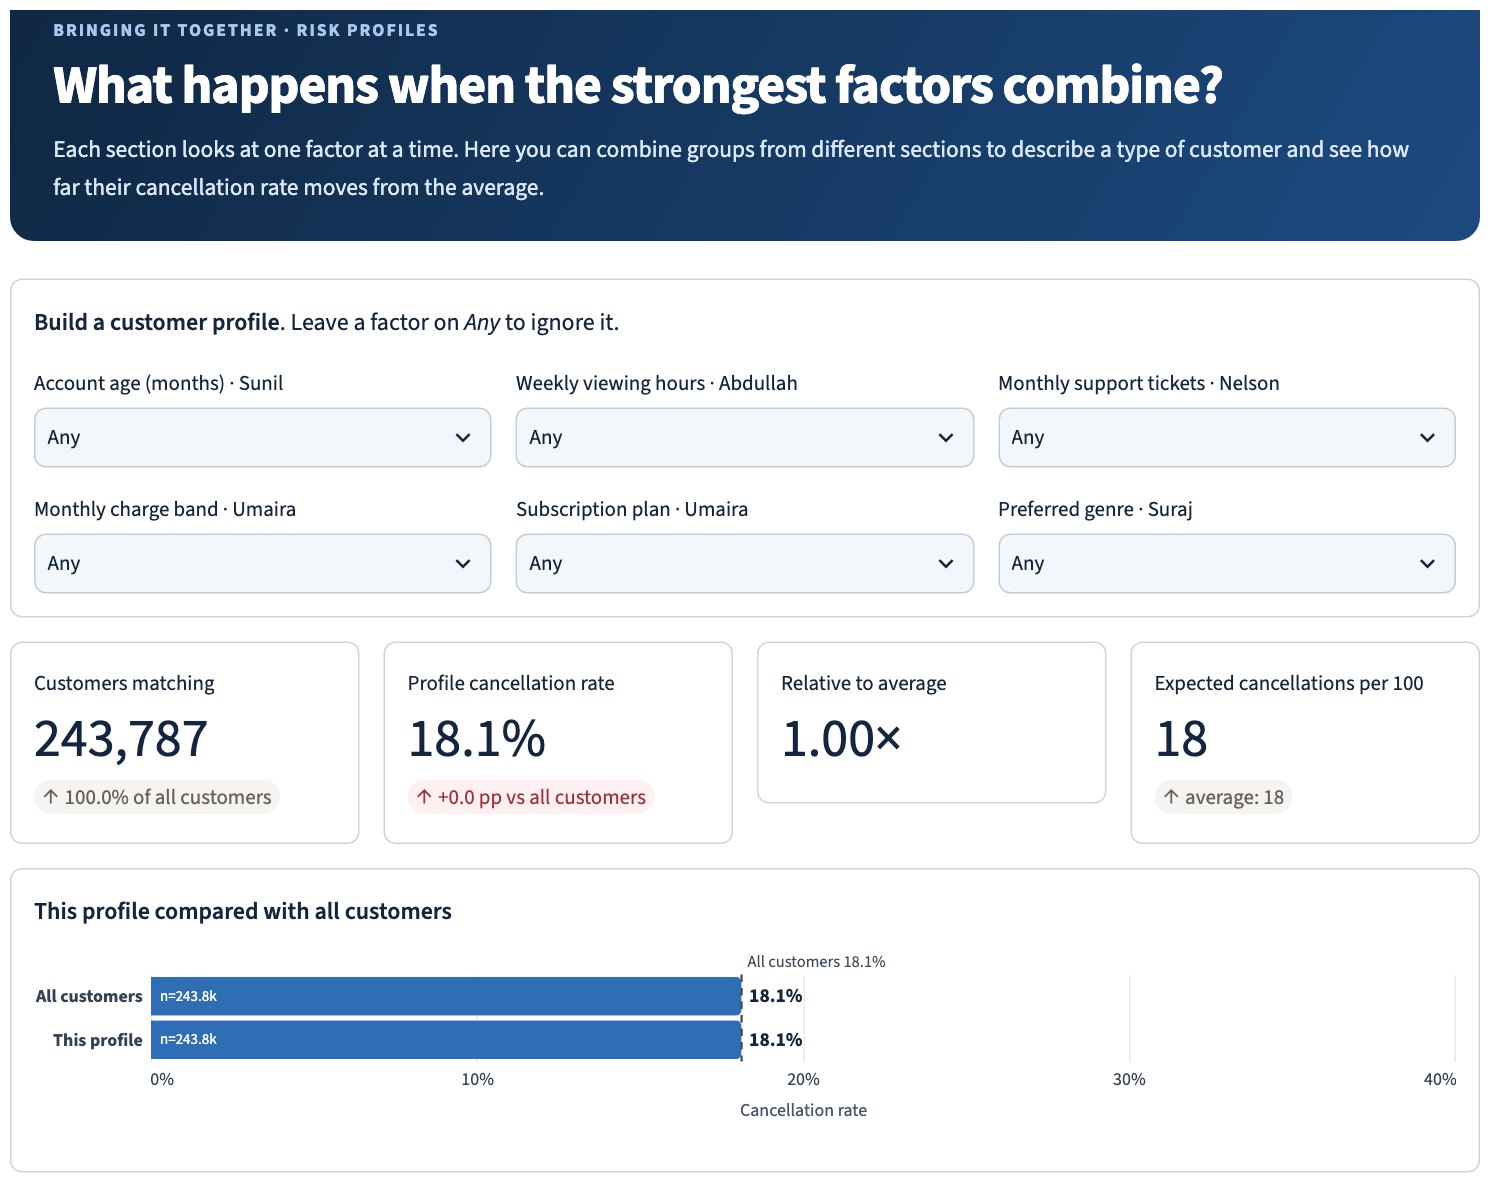 BRINGING IT TOGETHER · RISK PROFILES
What happens when the strongest factors combine?
Each section looks at one factor at a time. Here you can combine groups from different sections to describe a type of customer and see how
far their cancellation rate moves from the average.
Build a customer profile. Leave a factor on Any to ignore it.
Account age (months) · Sunil
Any
Weekly viewing hours · Abdullah
Any
Monthly support tickets · Nelson
Any
Monthly charge band · Umaira
Any
Subscription plan · Umaira
Any
Preferred genre · Suraj
Any
Customers matching
243,787
↑ 100.0% of all customers
Profile cancellation rate
18.1%
↑ +0.0 pp vs all customers
Relative to average
1.00×
Expected cancellations per 100
18
↑ average: 18
This profile compared with all customers
All customers 18.1%
All customers n=243.8k 18.1%
This profile n=243.8k 18.1%
0% 10% 20% 30% 40%
Cancellation rate